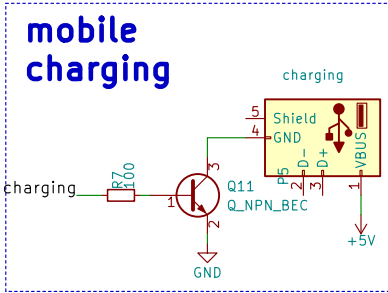 mobile
charging
charging
5
Shield
4
GND
VBUS
D-
D+
P5
2
3
1
+5V
charging
R7
100
1
3
Q11
Q_NPN_BEC
2
GND